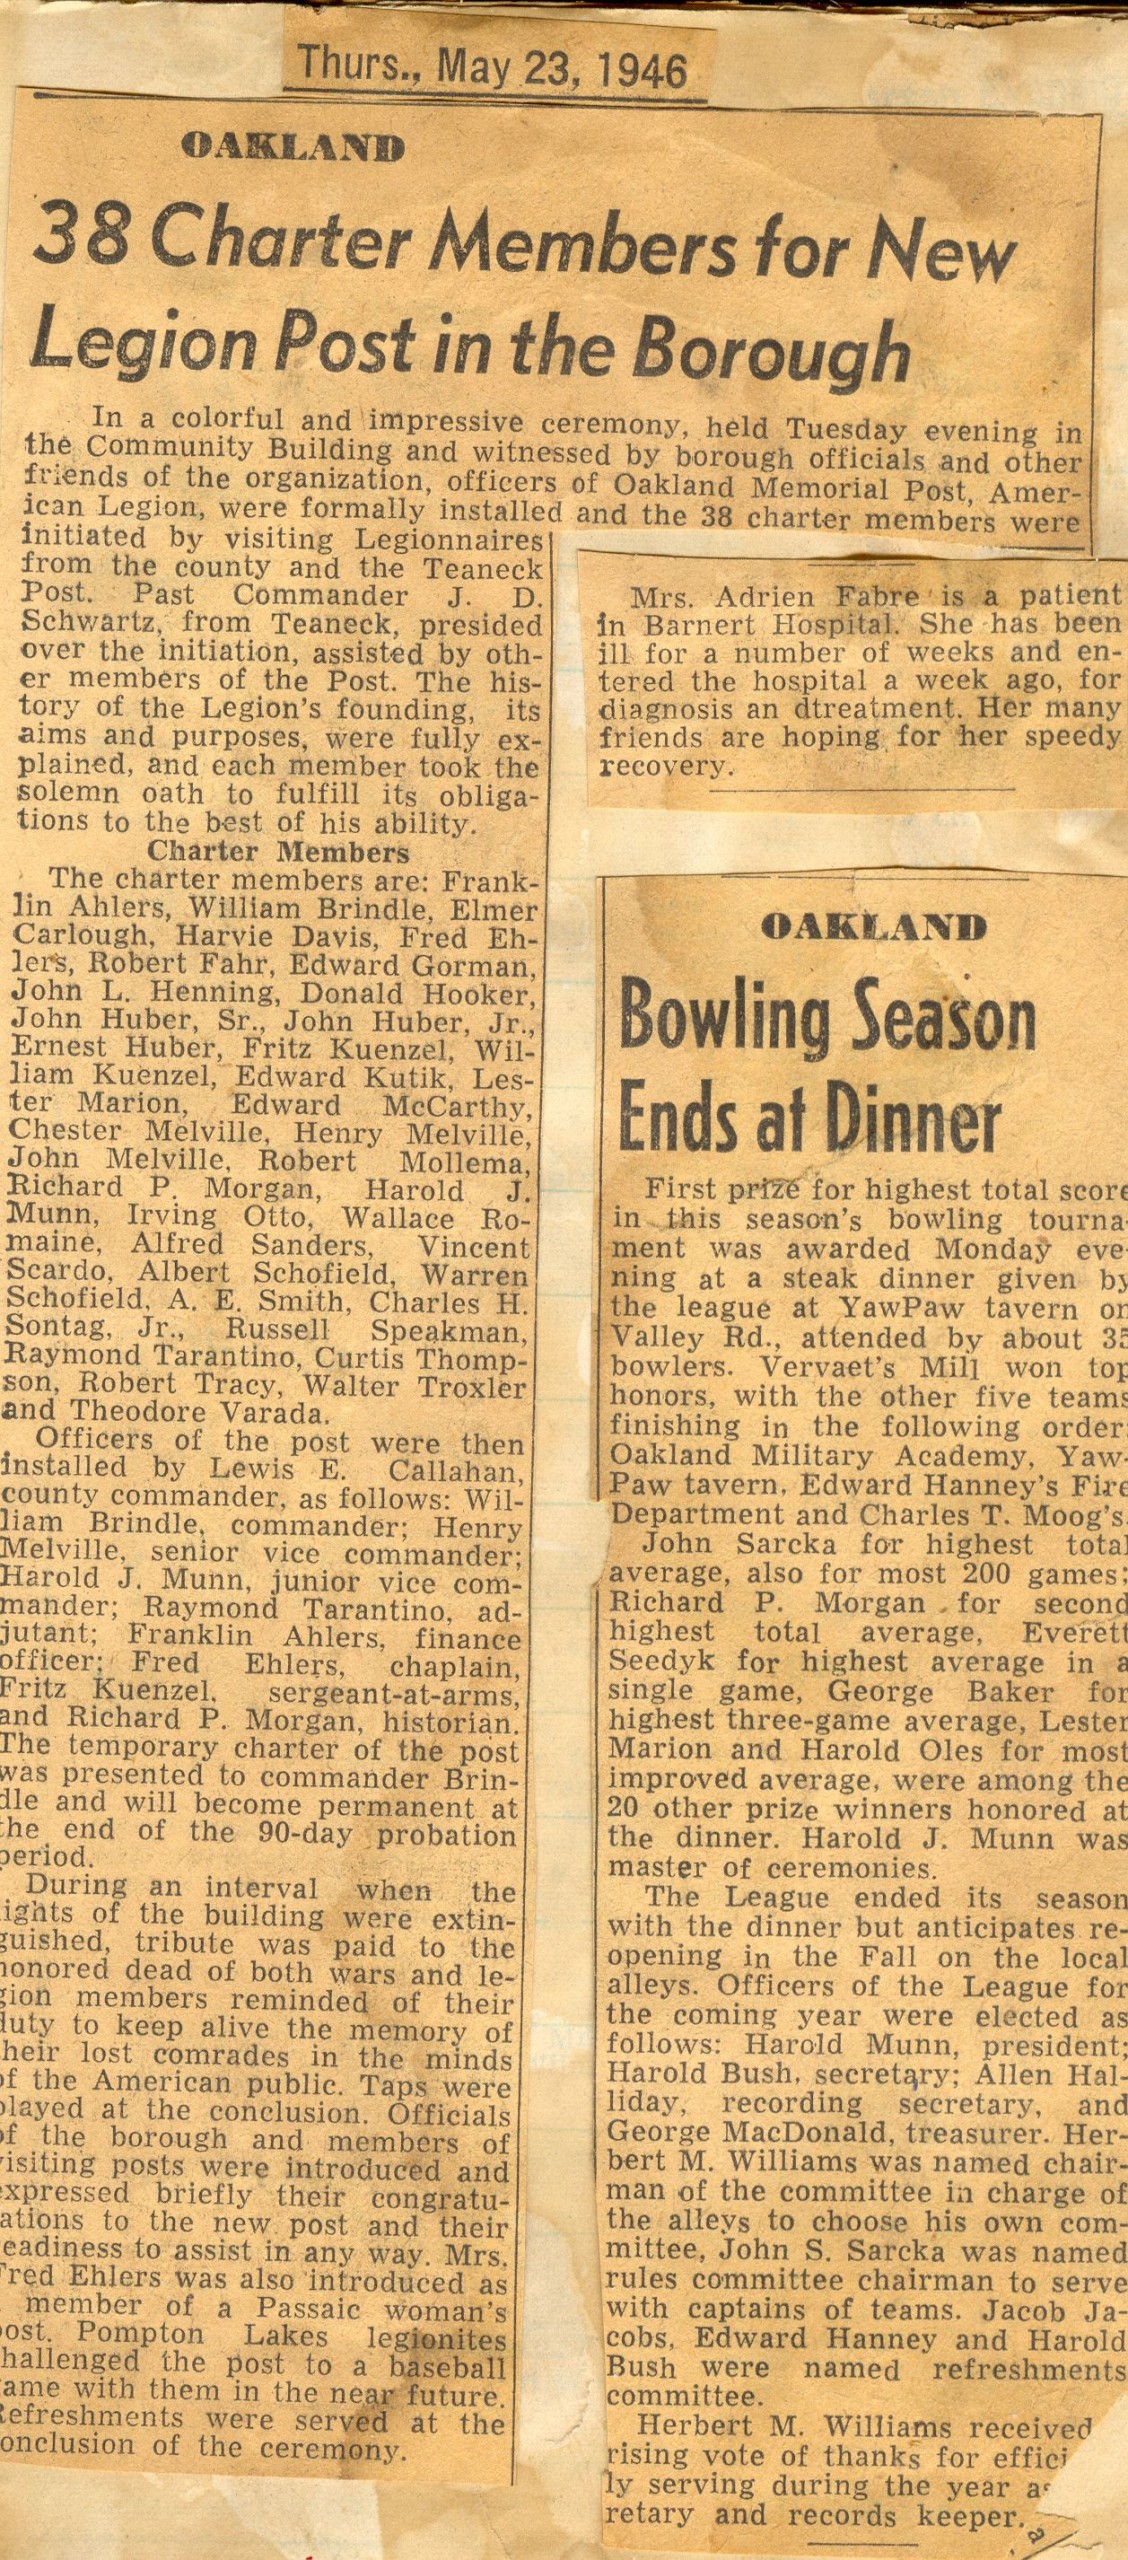 Thurs., May 23, 1946
OAKLAND
38 Charter Members for New
Legion Post in the Borough
In a colorful and impressive ceremony, held Tuesday evening in
the Community Building and witnessed by borough officials and other
friends of the organization, officers of Oakland Memorial Post, Amer-
ican Legion, were formally installed and the 38 charter members were
initiated by visiting Legionnaires
from the county and the Teaneck
Post. Past Commander J. D.
Schwartz, from Teaneck, presided
over the initiation, assisted by oth-
er members of the Post. The his-
tory of the Legion's founding, its
aims and purposes, were fully ex-
plained, and each member took the
solemn oath to fulfill its obliga-
tions to the best of his ability.
Charter Members
The charter members are: Frank-
lin Ahlers, William Brindle, Elmer
Carlough, Harvie Davis, Fred Eh-
lers, Robert Fahr, Edward Gorman,
John L. Henning, Donald Hooker,
John Huber, Sr., John Huber, Jr.,
Ernest Huber, Fritz Kuenzel, Wil-
liam Kuenzel, Edward Kutik, Les-
ter Marion, Edward McCarthy,
Chester Melville, Henry Melville,
John Melville, Robert Mollema,
Richard P. Morgan, Harold J.
Munn, Irving Otto, Wallace Ro-
maine, Alfred Sanders, Vincent
Scardo, Albert Schofield, Warren
Schofield, A. E. Smith, Charles H.
Sontag, Jr., Russell Speakman,
Raymond Tarantino, Curtis Thomp-
son, Robert Tracy, Walter Troxler
and Theodore Varada.
Officers of the post were then
installed by Lewis E. Callahan,
county commander, as follows: Wil-
liam Brindle, commander; Henry
Melville, senior vice commander;
Harold J. Munn, junior vice com-
mander; Raymond Tarantino, ad-
jutant; Franklin Ahlers, finance
officer; Fred Ehlers, chaplain,
Fritz Kuenzel, sergeant-at-arms,
and Richard P. Morgan, historian.
The temporary charter of the post
was presented to commander Brin-
dle and will become permanent at
the end of the 90-day probation
period.
During an interval when the
ights of the building were extin-
guished, tribute was paid to the
honored dead of both wars and le-
gion members reminded of their
duty to keep alive the memory of
heir lost comrades in the minds
of the American public. Taps were
played at the conclusion. Officials
of the borough and members of
visiting posts were introduced and
expressed briefly their congratu-
ations to the new post and their
eadiness to assist in any way. Mrs.
Fred Ehlers was also introduced as
member of a Passaic woman's
ost. Pompton Lakes legionites
hallenged the post to a baseball
ame with them in the near future.
Refreshments were served at the
onclusion of the ceremony.
Mrs. Adrien Fabre is a patient
in Barnert Hospital. She has been
ill for a number of weeks and en-
tered the hospital a week ago, for
diagnosis an dtreatment. Her many
friends are hoping for her speedy
recovery.
OAKLAND
Bowling Season
Ends at Dinner
First prize for highest total score
in this season's bowling tourna-
ment was awarded Monday eve-
ning at a steak dinner given by
the league at YawPaw tavern on
Valley Rd., attended by about 35
bowlers. Vervaet's Mill won top
honors, with the other five teams
finishing in the following order:
Oakland Military Academy, Yaw-
Paw tavern, Edward Hanney's Fire
Department and Charles T. Moog's.
John Sarcka for highest total
average, also for most 200 games;
Richard P. Morgan for second
highest total average, Everett
Seedyk for highest average in a
single game, George Baker for
highest three-game average, Lester
Marion and Harold Oles for most
improved average, were among the
20 other prize winners honored at
the dinner. Harold J. Munn was
master of ceremonies.
The League ended its season
with the dinner but anticipates re-
opening in the Fall on the local
alleys. Officers of the League for
the coming year were elected as
follows: Harold Munn, president;
Harold Bush, secretary; Allen Hal-
liday, recording secretary, and
George MacDonald, treasurer. Her-
bert M. Williams was named chair-
man of the committee in charge of
the alleys to choose his own com-
mittee, John S. Sarcka was named
rules committee chairman to serve
with captains of teams. Jacob Ja-
cobs, Edward Hanney and Harold
Bush were named refreshments
committee.
Herbert M. Williams received
rising vote of thanks for effici
ly serving during the year as
retary and records keeper.